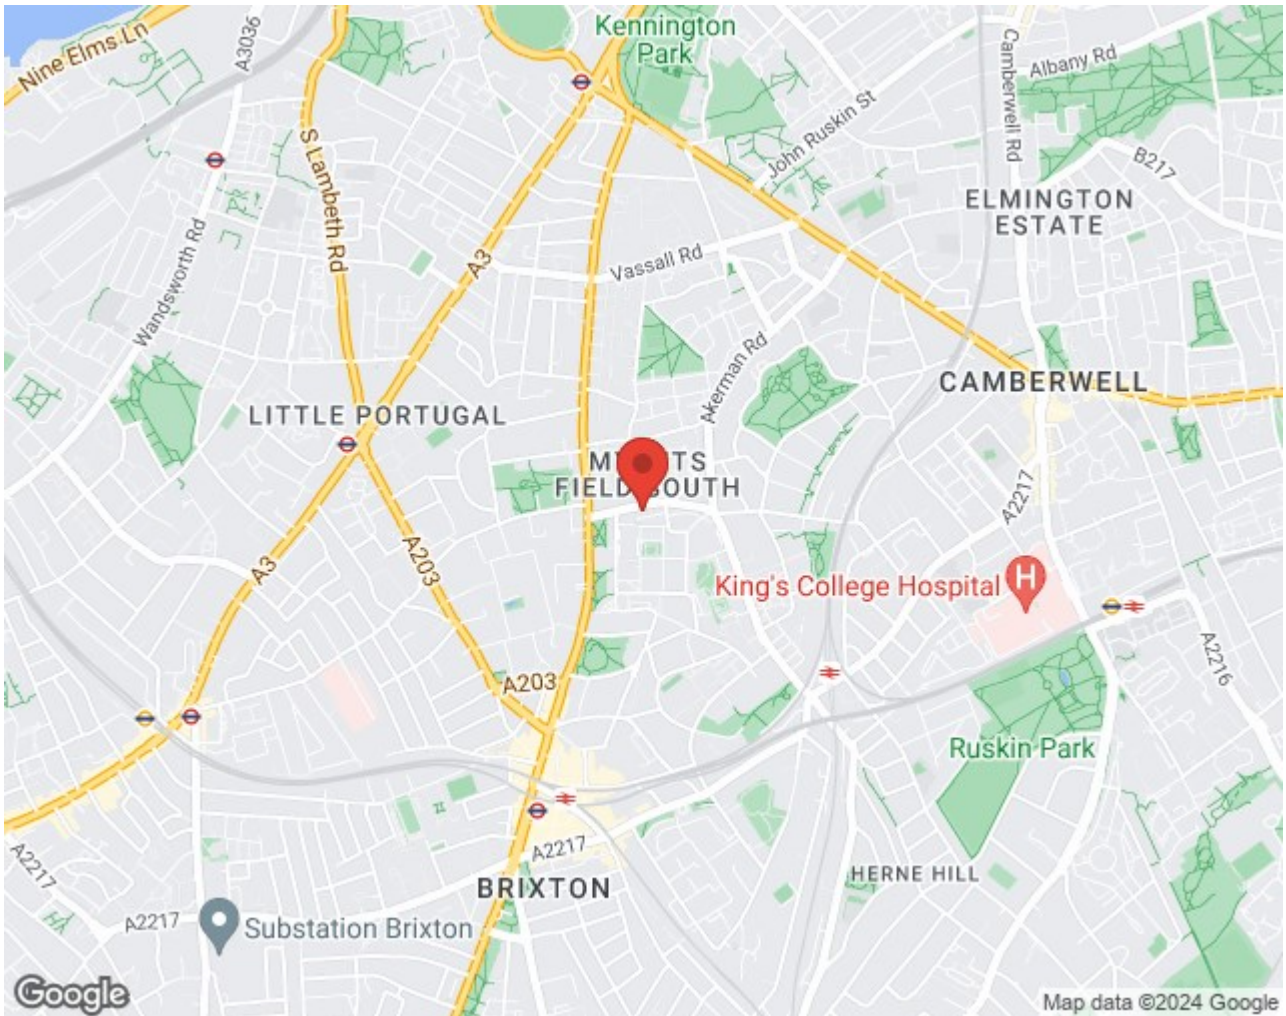 Kennington
Park
Nine Elms Ln
A3036
Camberwell Rd
Albany Rd
John Ruskin St
B217
S Lambeth Rd
ELMINGTON
ESTATE
Wandsworth Rd
A3
Vassall Rd
Akerman Rd
CAMBERWELL
LITTLE PORTUGAL
FIELD SOUTH
A2217
A3
A203
King's College Hospital
H
A2216
A203
Ruskin Park
A2217
A2217
HERNE HILL
BRIXTON
A2217
Substation Brixton
Google
Map data ©2024 Google